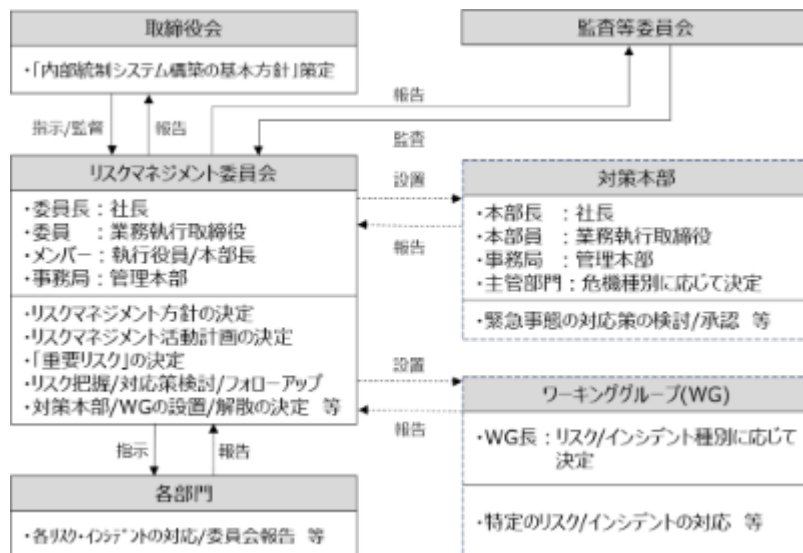 取締役会
・「内部統制システム構築の基本方針」策定
監査等委員会
指示/監督
報告
報告
監査
リスクマネジメント委員会
・委員長：社長
・委員　：業務執行取締役
・メンバー：執行役員/本部長
・事務局：管理本部
・リスクマネジメント方針の決定
・リスクマネジメント活動計画の決定
・「重要リスク」の決定
・リスク把握/対応策検討/フォローアップ
・対策本部/WGの設置/解散の決定　等
設置
報告
対策本部
・本部長　：社長
・本部員　：業務執行取締役
・事務局　：管理本部
・主管部門：危機種別に応じて決定
・緊急事態の対応策の検討/承認　等
設置
報告
ワーキンググループ(WG)
・WG長：リスク/インシデント種別に応じて
決定
・特定のリスク/インシデントの対応　等
指示
報告
各部門
・各ﾘｽｸ・ｲﾝｼﾃﾞﾝﾄの対応/委員会報告　等